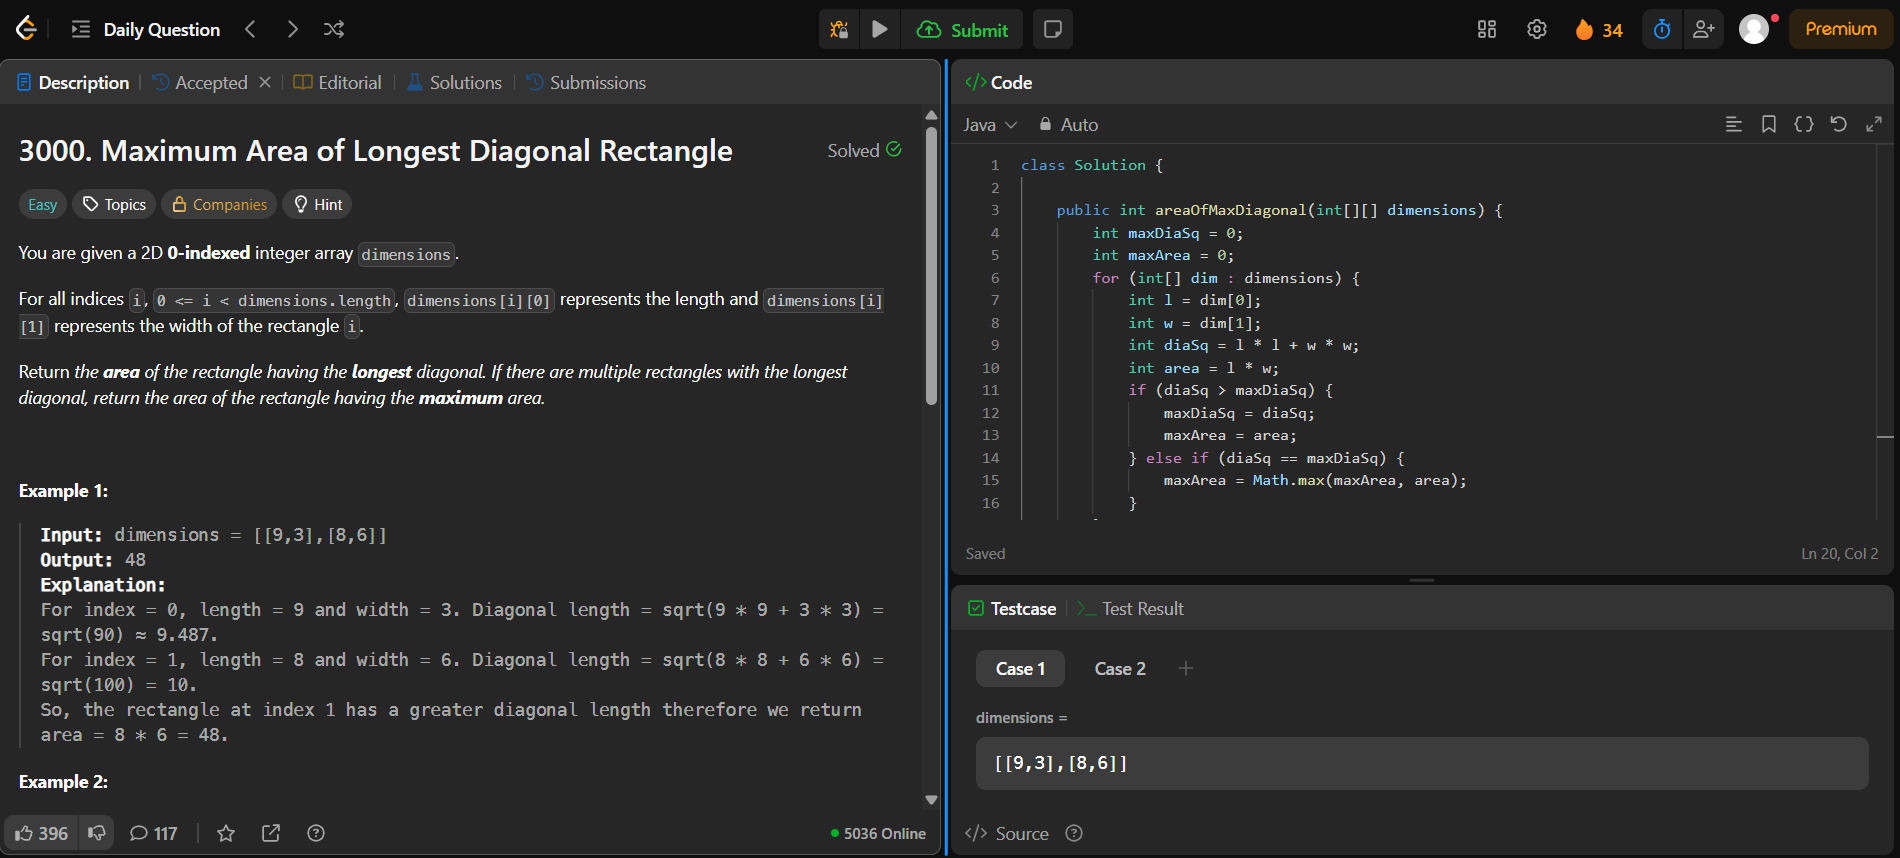 Daily Question
Submit
34
Premium
Description
Accepted
Editorial
Solutions
Submissions
3000. Maximum Area of Longest Diagonal Rectangle
Solved
Easy
Topics
Companies
Hint
You are given a 2D 0-indexed integer array dimensions.
For all indices i, 0 <= i < dimensions.length, dimensions[i][0] represents the length and dimensions[i]
[1] represents the width of the rectangle i.
Return the area of the rectangle having the longest diagonal. If there are multiple rectangles with the longest
diagonal, return the area of the rectangle having the maximum area.
Example 1:
Input: dimensions = [[9,3],[8,6]]
Output: 48
Explanation:
For index = 0, length = 9 and width = 3. Diagonal length = sqrt(9 * 9 + 3 * 3) =
sqrt(90) ≈ 9.487.
For index = 1, length = 8 and width = 6. Diagonal length = sqrt(8 * 8 + 6 * 6) =
sqrt(100) = 10.
So, the rectangle at index 1 has a greater diagonal length therefore we return
area = 8 * 6 = 48.
Example 2:
396
117
5036 Online
</> Code
Java
Auto
1 class Solution {
2
3 public int areaOfMaxDiagonal(int[][] dimensions) {
4 int maxDiaSq = 0;
5 int maxArea = 0;
6 for (int[] dim : dimensions) {
7 int l = dim[0];
8 int w = dim[1];
9 int diaSq = l * l + w * w;
10 int area = l * w;
11 if (diaSq > maxDiaSq) {
12 maxDiaSq = diaSq;
13 maxArea = area;
14 } else if (diaSq == maxDiaSq) {
15 maxArea = Math.max(maxArea, area);
16 }
Saved
Ln 20, Col 2
Testcase
Test Result
Case 1
Case 2
dimensions =
[[9,3],[8,6]]
</> Source